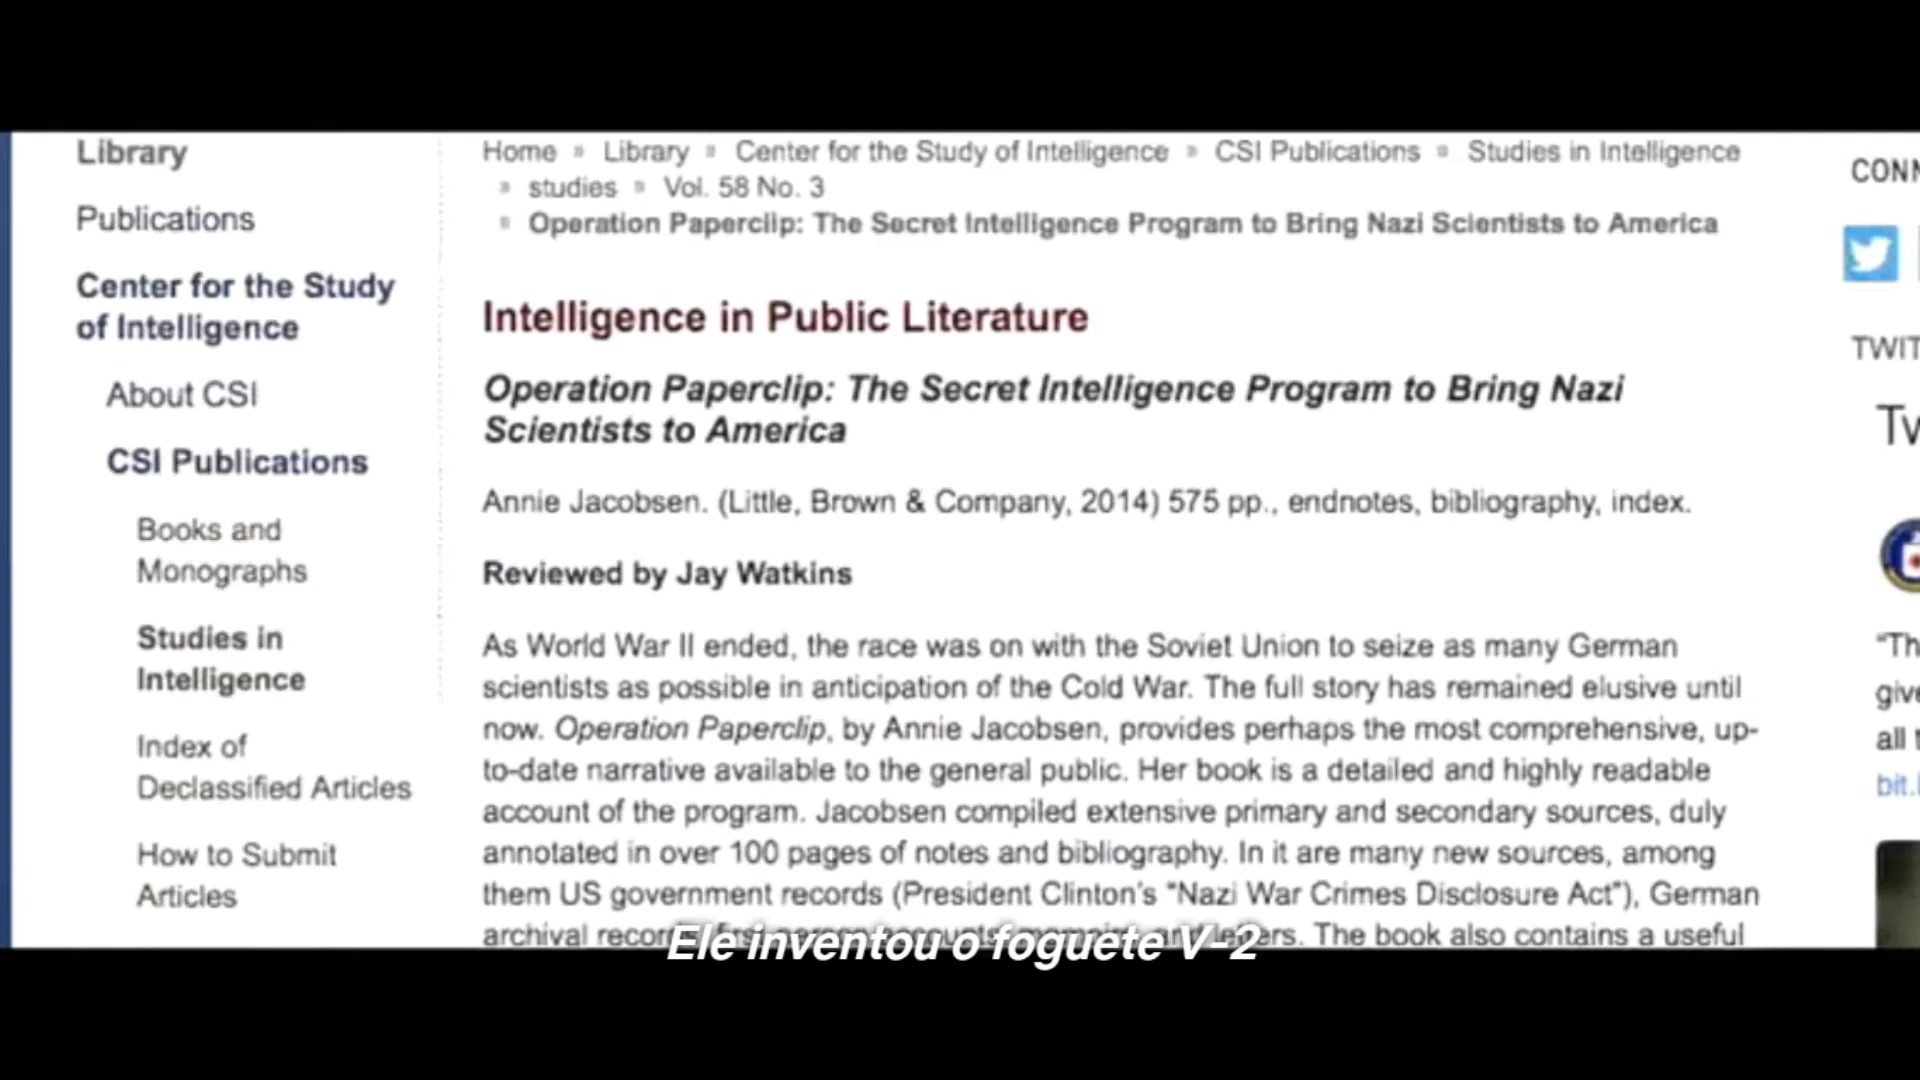 Library
Publications
Center for the Study
of Intelligence
About CSI
CSI Publications
Books and
Monographs
Studies in
Intelligence
Index of
Declassified Articles
How to Submit
Articles
Home » Library » Center for the Study of Intelligence » CSI Publications » Studies in Intelligence
» studies » Vol. 58 No. 3
» Operation Paperclip: The Secret Intelligence Program to Bring Nazi Scientists to America
Intelligence in Public Literature
Operation Paperclip: The Secret Intelligence Program to Bring Nazi
Scientists to America
Annie Jacobsen. (Little, Brown & Company, 2014) 575 pp., endnotes, bibliography, index.
Reviewed by Jay Watkins
As World War II ended, the race was on with the Soviet Union to seize as many German
scientists as possible in anticipation of the Cold War. The full story has remained elusive until
now. Operation Paperclip, by Annie Jacobsen, provides perhaps the most comprehensive, up-
to-date narrative available to the general public. Her book is a detailed and highly readable
account of the program. Jacobsen compiled extensive primary and secondary sources, duly
annotated in over 100 pages of notes and bibliography. In it are many new sources, among
them US government records (President Clinton's "Nazi War Crimes Disclosure Act"), German
archival The book also contains a useful
Ele inventou o foguete V-2
CONN
TWIT
Tw
"Th
give
all t
bit.l